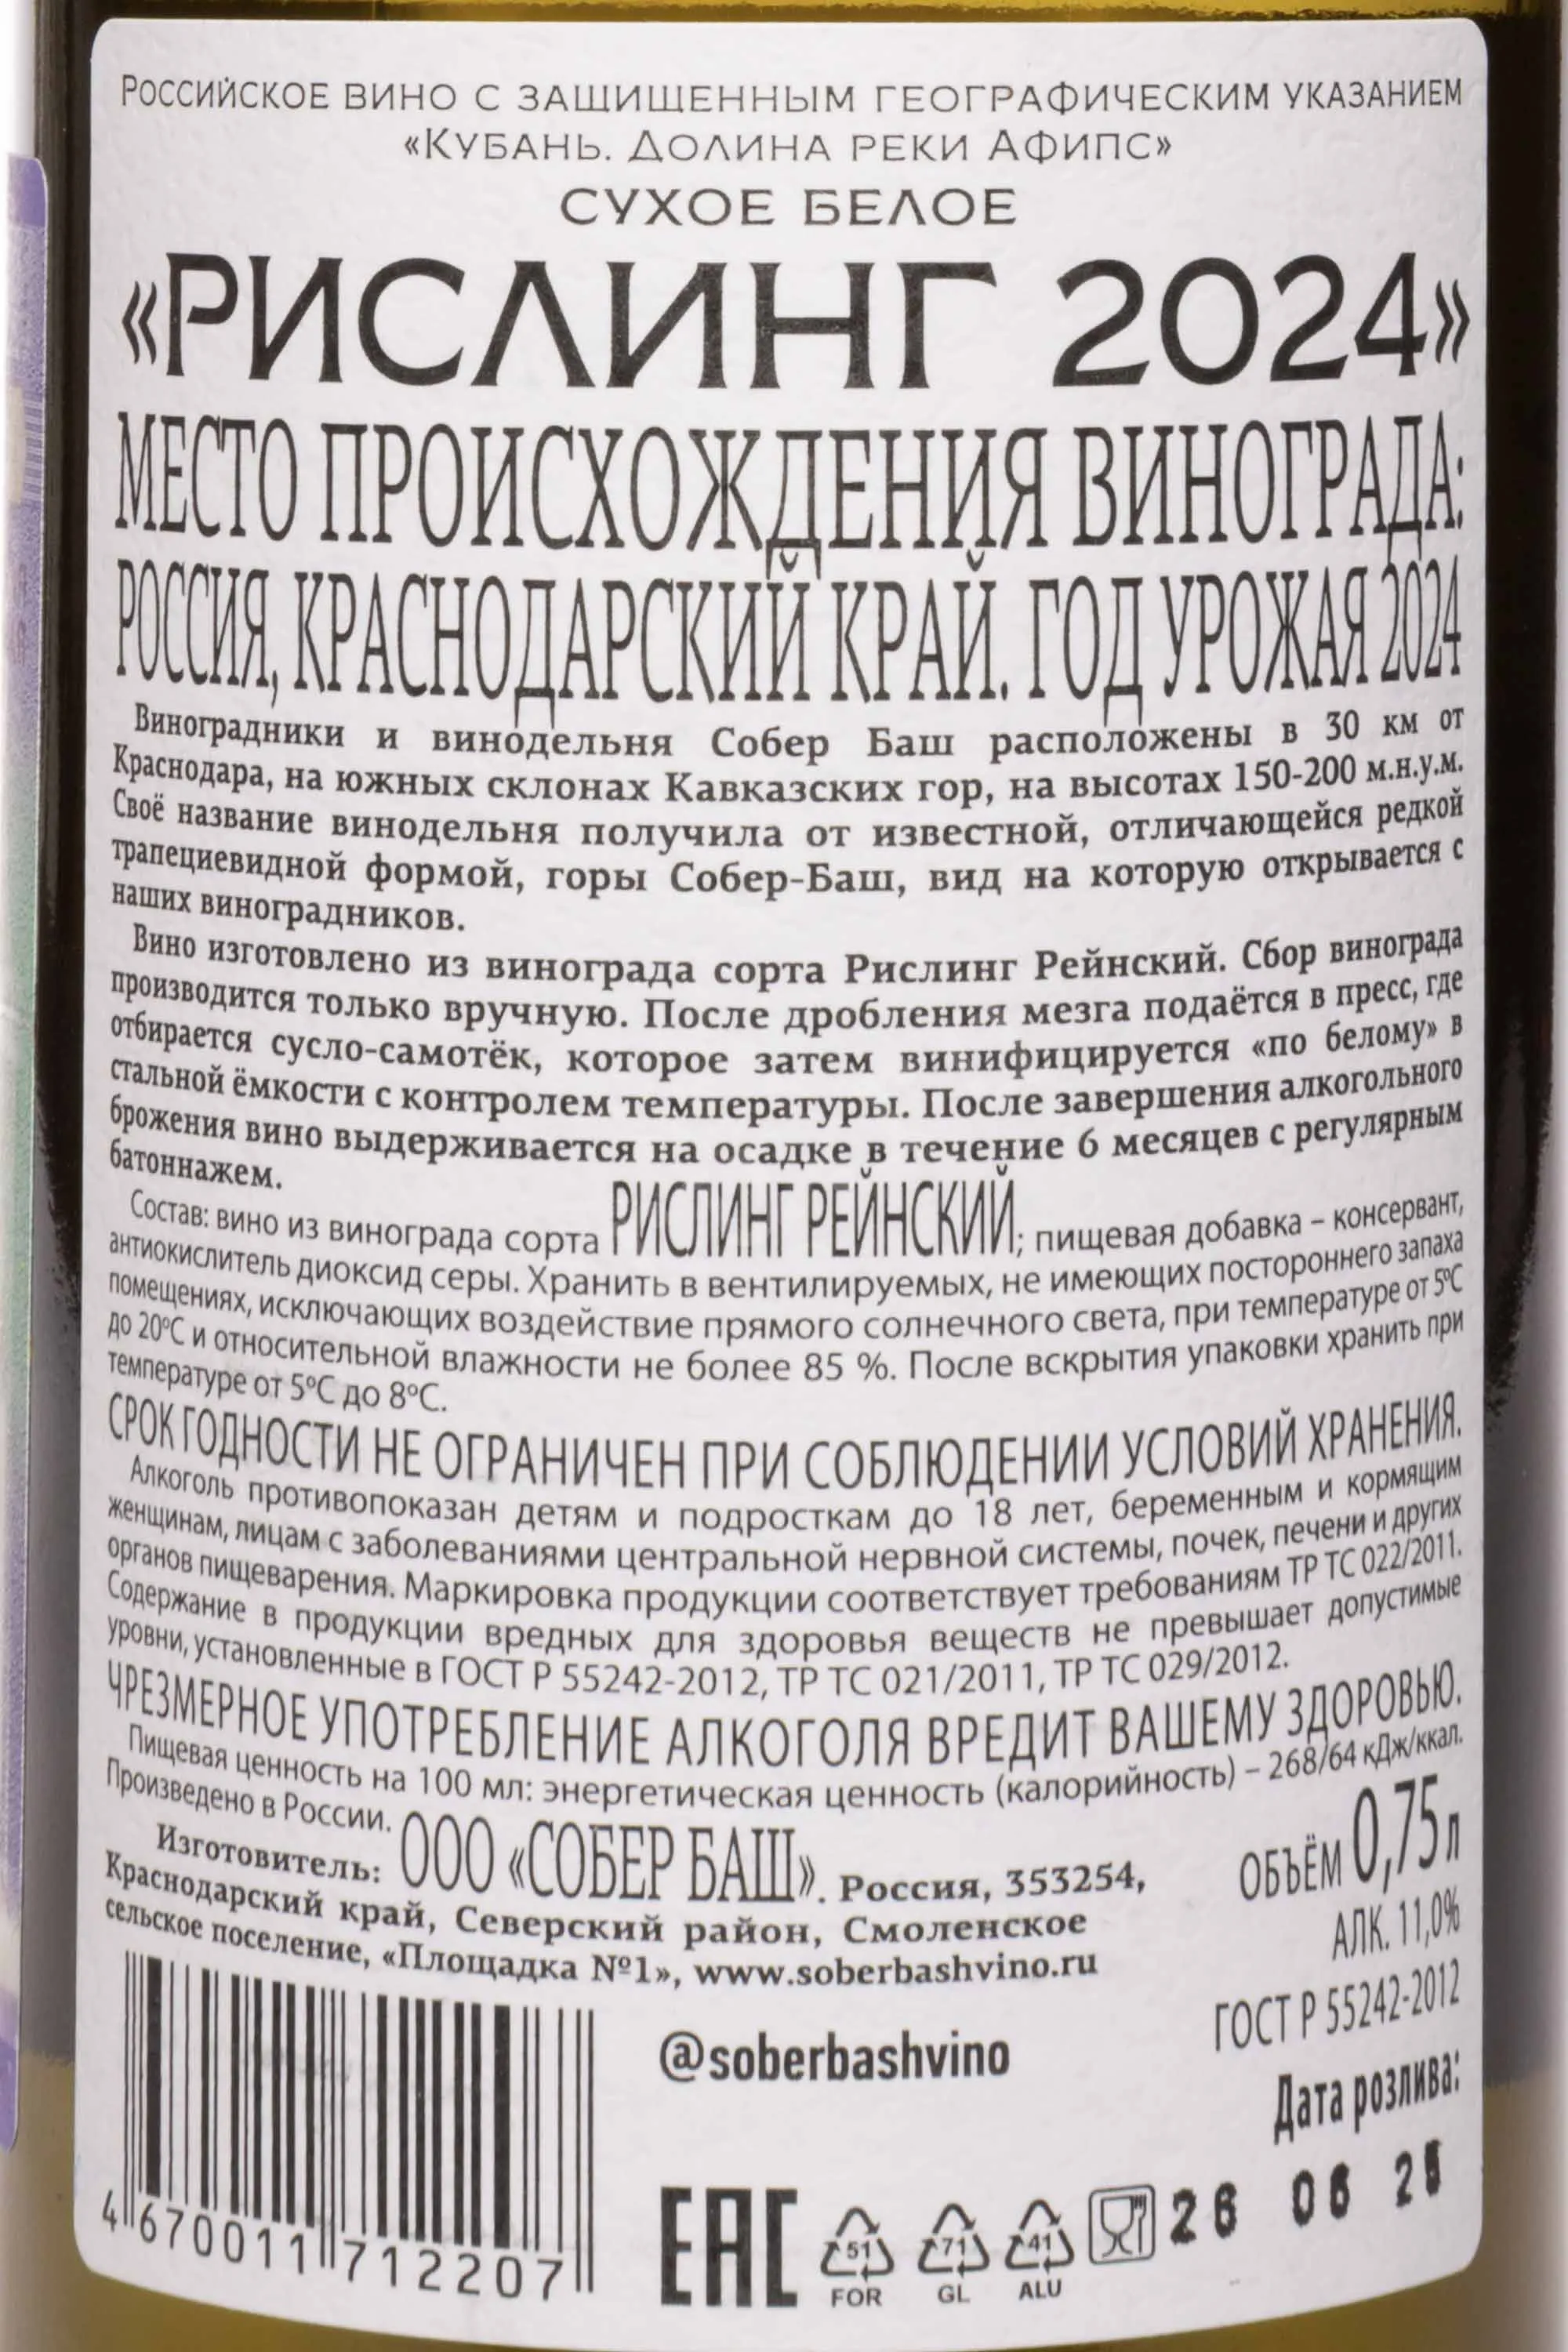 Российское вино с защищенным географическим указанием
«Кубань. Долина реки Афипс»
СУХОЕ БЕЛОЕ
«РИСЛИНГ 2024»
МЕСТО ПРОИСХОЖДЕНИЯ ВИНОГРАДА:
РОССИЯ, КРАСНОДАРСКИЙ КРАЙ. ГОД УРОЖАЯ 2024
Виноградники и винодельня Собер Баш расположены в 30 км от
Краснодара, на южных склонах Кавказских гор, на высотах 150-200 м.н.у.м.
Своё название винодельня получила от известной, отличающейся редкой
трапециевидной формой, горы Собер-Баш, вид на которую открывается с
наших виноградников.
Вино изготовлено из винограда сорта Рислинг Рейнский. Сбор винограда
производится только вручную. После дробления мезга подаётся в пресс, где
отбирается сусло-самотёк, которое затем винифицируется «по белому» в
стальной ёмкости с контролем температуры. После завершения алкогольного
брожения вино выдерживается на осадке в течение 6 месяцев с регулярным
батоннажем.
Состав: вино из винограда сорта РИСЛИНГ РЕЙНСКИЙ; пищевая добавка – консервант,
антиокислитель диоксид серы. Хранить в вентилируемых, не имеющих постороннего запаха
помещениях, исключающих воздействие прямого солнечного света, при температуре от 5°C
до 20°C и относительной влажности не более 85 %. После вскрытия упаковки хранить при
температуре от 5°C до 8°C.
СРОК ГОДНОСТИ НЕ ОГРАНИЧЕН ПРИ СОБЛЮДЕНИИ УСЛОВИЙ ХРАНЕНИЯ.
Алкоголь противопоказан детям и подросткам до 18 лет, беременным и кормящим
женщинам, лицам с заболеваниями центральной нервной системы, почек, печени и других
органов пищеварения. Маркировка продукции соответствует требованиям ТР ТС 022/2011.
Содержание в продукции вредных для здоровья веществ не превышает допустимые
уровни, установленные в ГОСТ Р 55242-2012, ТР ТС 021/2011, ТР ТС 029/2012.
ЧРЕЗМЕРНОЕ УПОТРЕБЛЕНИЕ АЛКОГОЛЯ ВРЕДИТ ВАШЕМУ ЗДОРОВЬЮ.
Пищевая ценность на 100 мл: энергетическая ценность (калорийность) – 268/64 кДж/ккал.
Произведено в России.
Изготовитель: ООО «СОБЕР БАШ». Россия, 353254,
Краснодарский край, Северский район, Смоленское
сельское поселение, «Площадка №1», www.soberbashvino.ru
ОБЪЁМ 0,75 л
АЛК. 11,0%
ГОСТ Р 55242-2012
Дата розлива:
26 06 25
@soberbashvino
4 670011 712207
EAC
51
FOR
71
GL
41
ALU